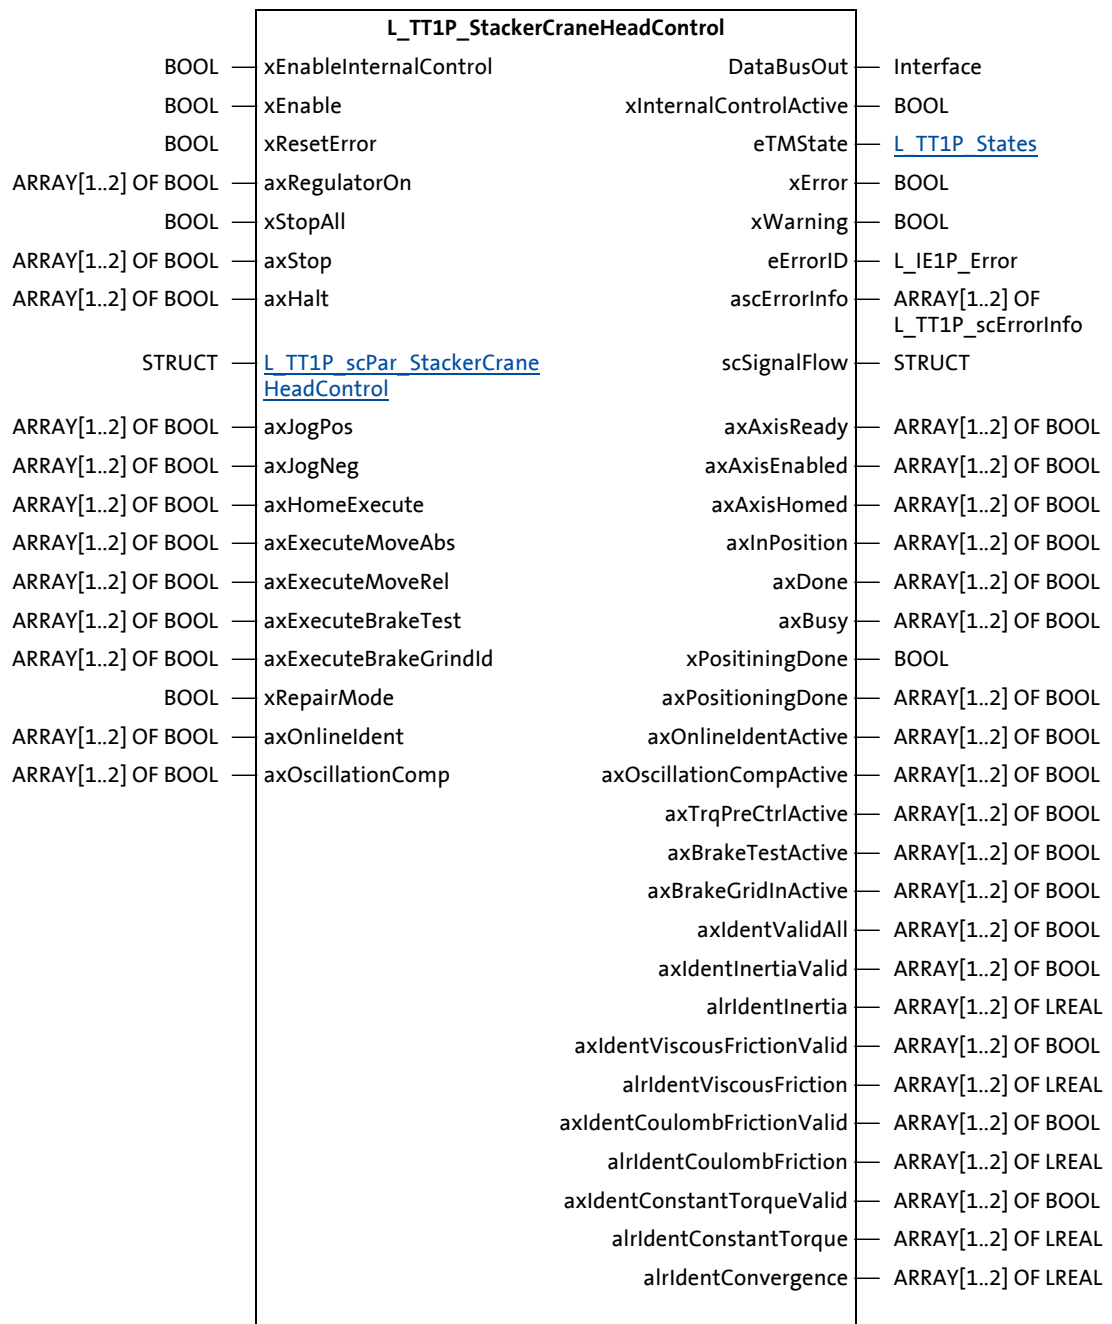 L_TT1P_StackerCraneHeadControl
BOOL xEnableInternalControl DataBusOut Interface
BOOL xEnable xInternalControlActive BOOL
BOOL xResetError eTMState L_TT1P_States
ARRAY[1..2] OF BOOL axRegulatorOn xError BOOL
BOOL xStopAll xWarning BOOL
ARRAY[1..2] OF BOOL axStop eErrorID L_IE1P_Error
ARRAY[1..2] OF BOOL axHalt ascErrorInfo ARRAY[1..2] OF
L_TT1P_scErrorInfo
STRUCT L_TT1P_scPar_StackerCrane scSignalFlow STRUCT
HeadControl
ARRAY[1..2] OF BOOL axJogPos axAxisReady ARRAY[1..2] OF BOOL
ARRAY[1..2] OF BOOL axJogNeg axAxisEnabled ARRAY[1..2] OF BOOL
ARRAY[1..2] OF BOOL axHomeExecute axAxisHomed ARRAY[1..2] OF BOOL
ARRAY[1..2] OF BOOL axExecuteMoveAbs axInPosition ARRAY[1..2] OF BOOL
ARRAY[1..2] OF BOOL axExecuteMoveRel axDone ARRAY[1..2] OF BOOL
ARRAY[1..2] OF BOOL axExecuteBrakeTest axBusy ARRAY[1..2] OF BOOL
ARRAY[1..2] OF BOOL axExecuteBrakeGrindId xPositiningDone BOOL
BOOL xRepairMode axPositioningDone ARRAY[1..2] OF BOOL
ARRAY[1..2] OF BOOL axOnlineIdent axOnlineIdentActive ARRAY[1..2] OF BOOL
ARRAY[1..2] OF BOOL axOscillationComp axOscillationCompActive ARRAY[1..2] OF BOOL
axTrqPreCtrlActive ARRAY[1..2] OF BOOL
axBrakeTestActive ARRAY[1..2] OF BOOL
axBrakeGridInActive ARRAY[1..2] OF BOOL
axIdentValidAll ARRAY[1..2] OF BOOL
axIdentInertiaValid ARRAY[1..2] OF BOOL
alrIdentInertia ARRAY[1..2] OF LREAL
axIdentViscousFrictionValid ARRAY[1..2] OF BOOL
alrIdentViscousFriction ARRAY[1..2] OF LREAL
axIdentCoulombFrictionValid ARRAY[1..2] OF BOOL
alrIdentCoulombFriction ARRAY[1..2] OF LREAL
axIdentConstantTorqueValid ARRAY[1..2] OF BOOL
alrIdentConstantTorque ARRAY[1..2] OF LREAL
alrIdentConvergence ARRAY[1..2] OF LREAL